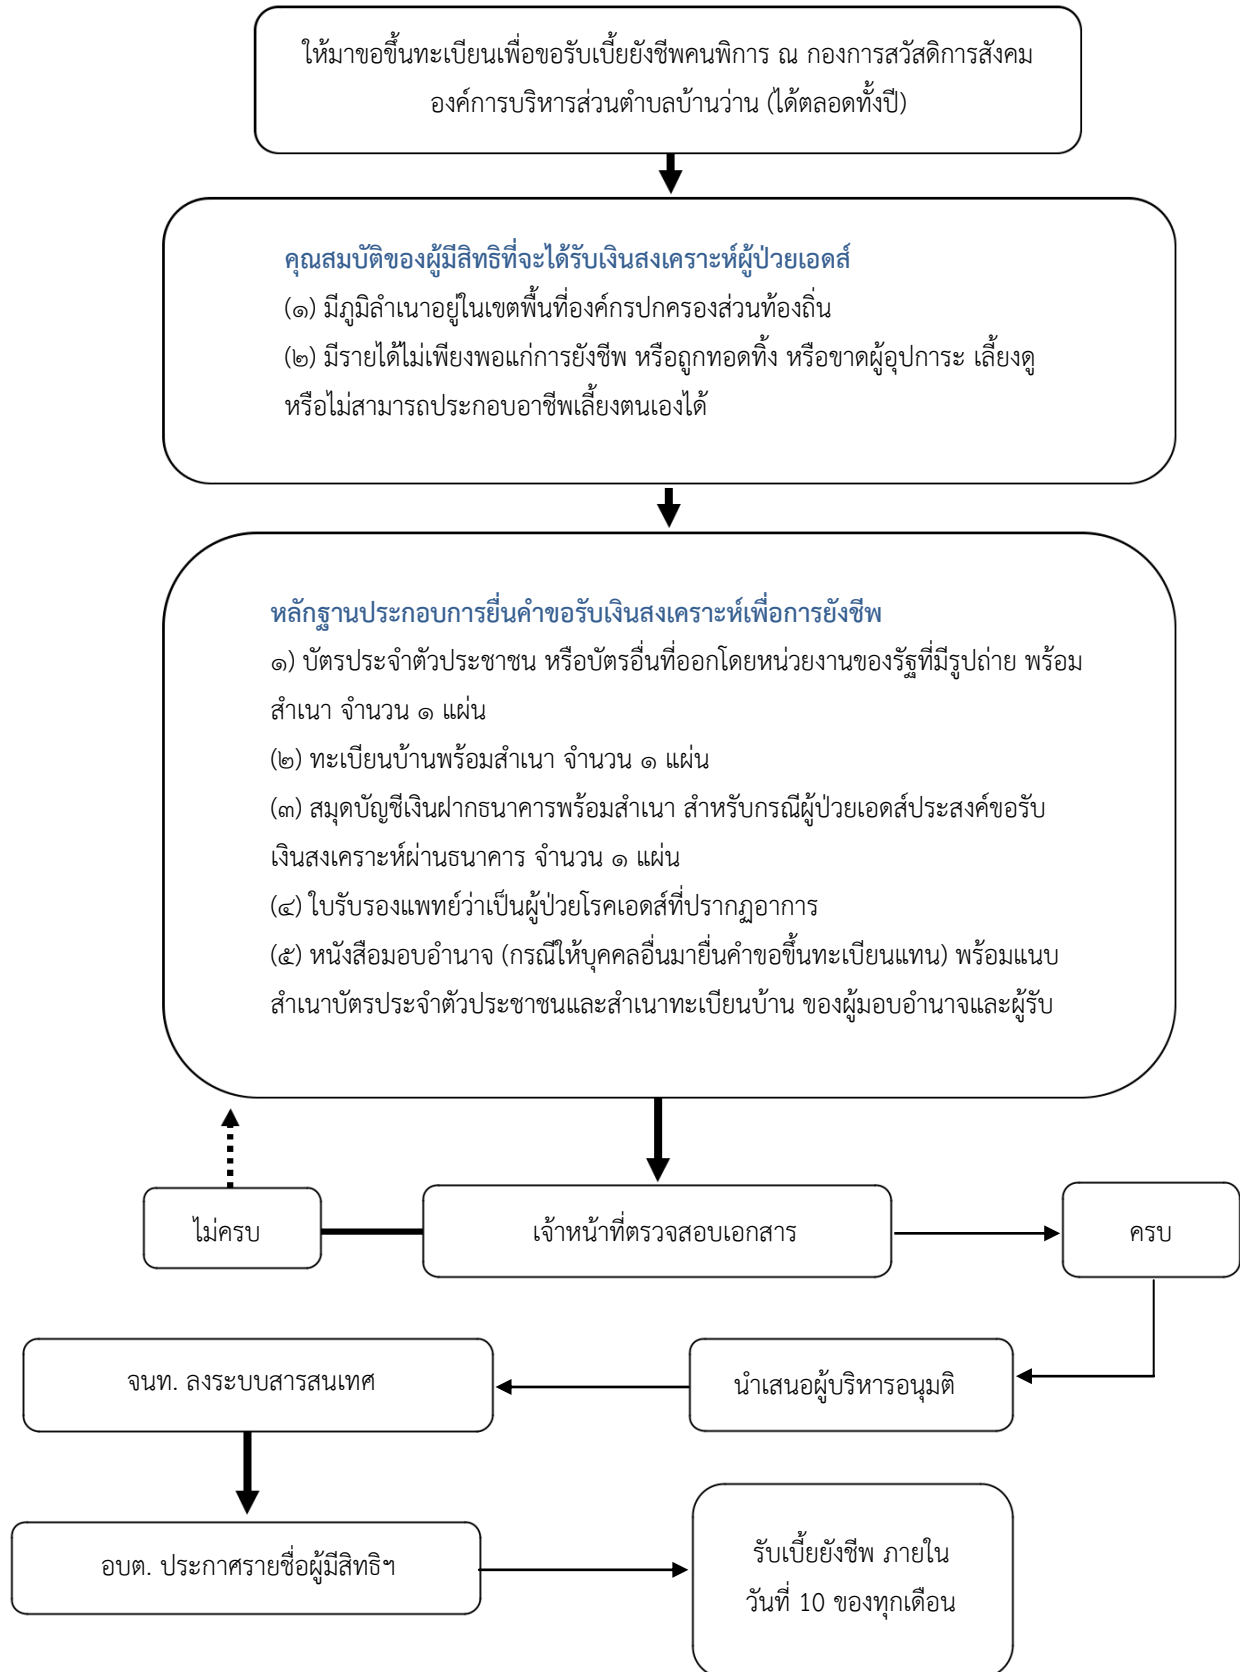 ให้มาขอขึ้นทะเบียนเพื่อขอรับเบี้ยยังชีพคนพิการ ณ กองการสวัสดิการสังคม
องค์การบริหารส่วนตำบลบ้านว่าน (ได้ตลอดทั้งปี)
คุณสมบัติของผู้มีสิทธิที่จะได้รับเงินสงเคราะห์ผู้ป่วยเอดส์
(๑) มีภูมิลำเนาอยู่ในเขตพื้นที่องค์กรปกครองส่วนท้องถิ่น
(๒) มีรายได้ไม่เพียงพอแก่การยังชีพ หรือถูกทอดทิ้ง หรือขาดผู้อุปการะ เลี้ยงดู
หรือไม่สามารถประกอบอาชีพเลี้ยงตนเองได้
หลักฐานประกอบการยื่นคำขอรับเงินสงเคราะห์เพื่อการยังชีพ
๑) บัตรประจำตัวประชาชน หรือบัตรอื่นที่ออกโดยหน่วยงานของรัฐที่มีรูปถ่าย พร้อม
สำเนา จำนวน ๑ แผ่น
(๒) ทะเบียนบ้านพร้อมสำเนา จำนวน ๑ แผ่น
(๓) สมุดบัญชีเงินฝากธนาคารพร้อมสำเนา สำหรับกรณีผู้ป่วยเอดส์ประสงค์ขอรับ
เงินสงเคราะห์ผ่านธนาคาร จำนวน ๑ แผ่น
(๔) ใบรับรองแพทย์ว่าเป็นผู้ป่วยโรคเอดส์ที่ปรากฏอาการ
(๕) หนังสือมอบอำนาจ (กรณีให้บุคคลอื่นมายื่นคำขอขึ้นทะเบียนแทน) พร้อมแนบ
สำเนาบัตรประจำตัวประชาชนและสำเนาทะเบียนบ้าน ของผู้มอบอำนาจและผู้รับ
ไม่ครบ
เจ้าหน้าที่ตรวจสอบเอกสาร
ครบ
จนท. ลงระบบสารสนเทศ
นำเสนอผู้บริหารอนุมติ
อบต. ประกาศรายชื่อผู้มีสิทธิฯ
รับเบี้ยยังชีพ ภายใน
วันที่ 10 ของทุกเดือน